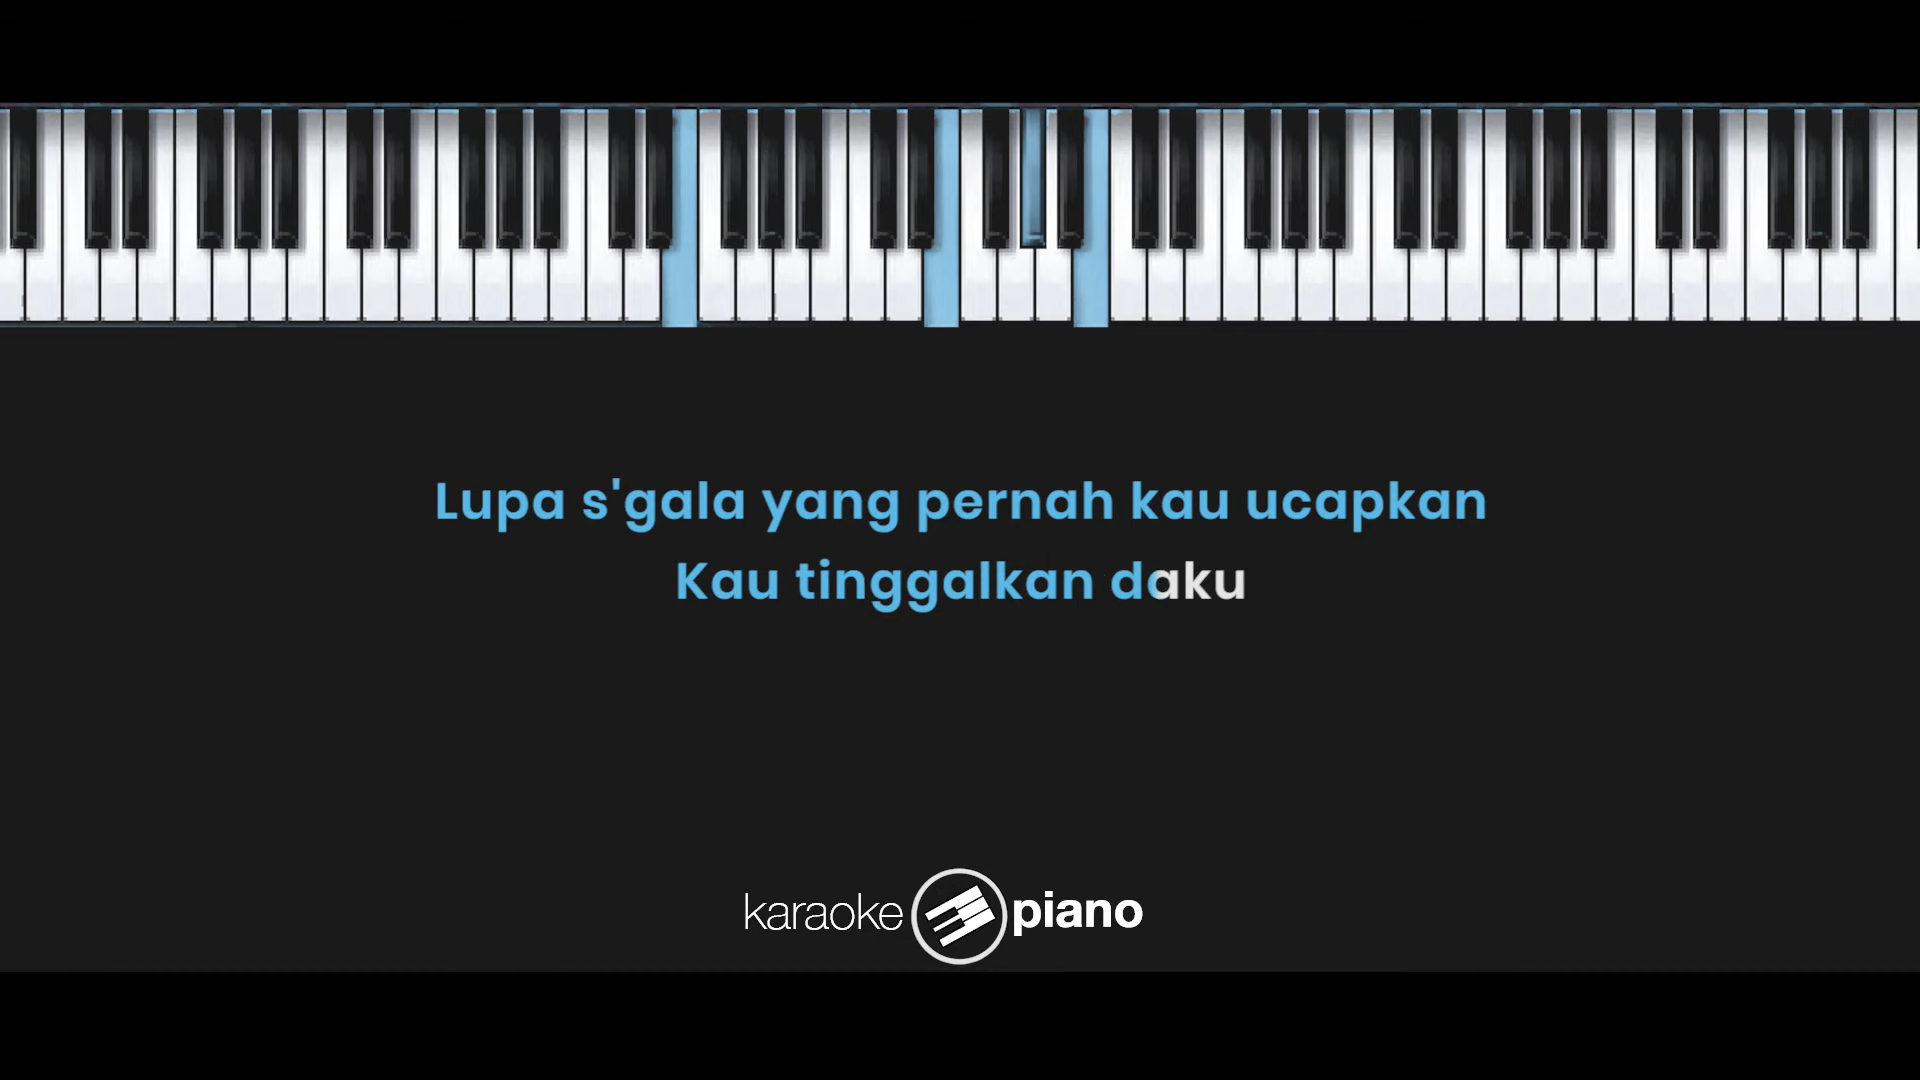 Lupa s'gala yang pernah kau ucapkan
Kau tinggalkan daku
karaoke piano